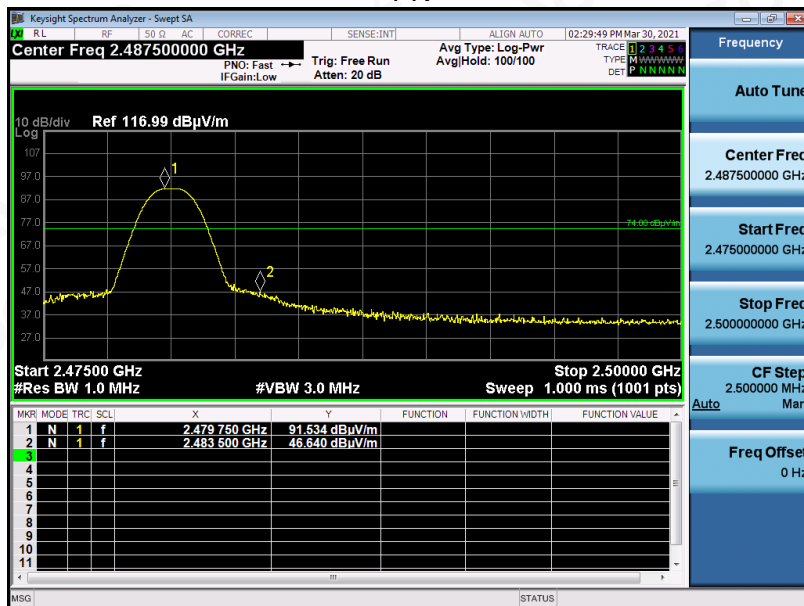 Keysight Spectrum Analyzer - Swept SA
LXI RL RF 50 Ω AC CORREC SENSE:INT ALIGN AUTO 02:29:49 PM Mar 30, 2021
Center Freq 2.487500000 GHz
PNO: Fast
IFGain:Low
Trig: Free Run
Atten: 20 dB
Avg Type: Log-Pwr
Avg|Hold: 100/100
TRACE 1 2 3 4 5 6
TYPE M WWWWW
DET P N N N N N
10 dB/div Ref 116.99 dBµV/m
Log
107
97.0
87.0
77.0
67.0
57.0
47.0
37.0
27.0
1
2
74.00 dBµV/m
Start 2.47500 GHz Stop 2.50000 GHz
#Res BW 1.0 MHz #VBW 3.0 MHz Sweep 1.000 ms (1001 pts)
MKR MODE TRC SCL X Y FUNCTION FUNCTION WIDTH FUNCTION VALUE
1 N 1 f 2.479 750 GHz 91.534 dBµV/m
2 N 1 f 2.483 500 GHz 46.640 dBµV/m
3
4
5
6
7
8
9
10
11
MSG STATUS
Frequency
Auto Tune
Center Freq
2.487500000 GHz
Start Freq
2.475000000 GHz
Stop Freq
2.500000000 GHz
CF Step
2.500000 MHz
Auto Man
Freq Offset
0 Hz